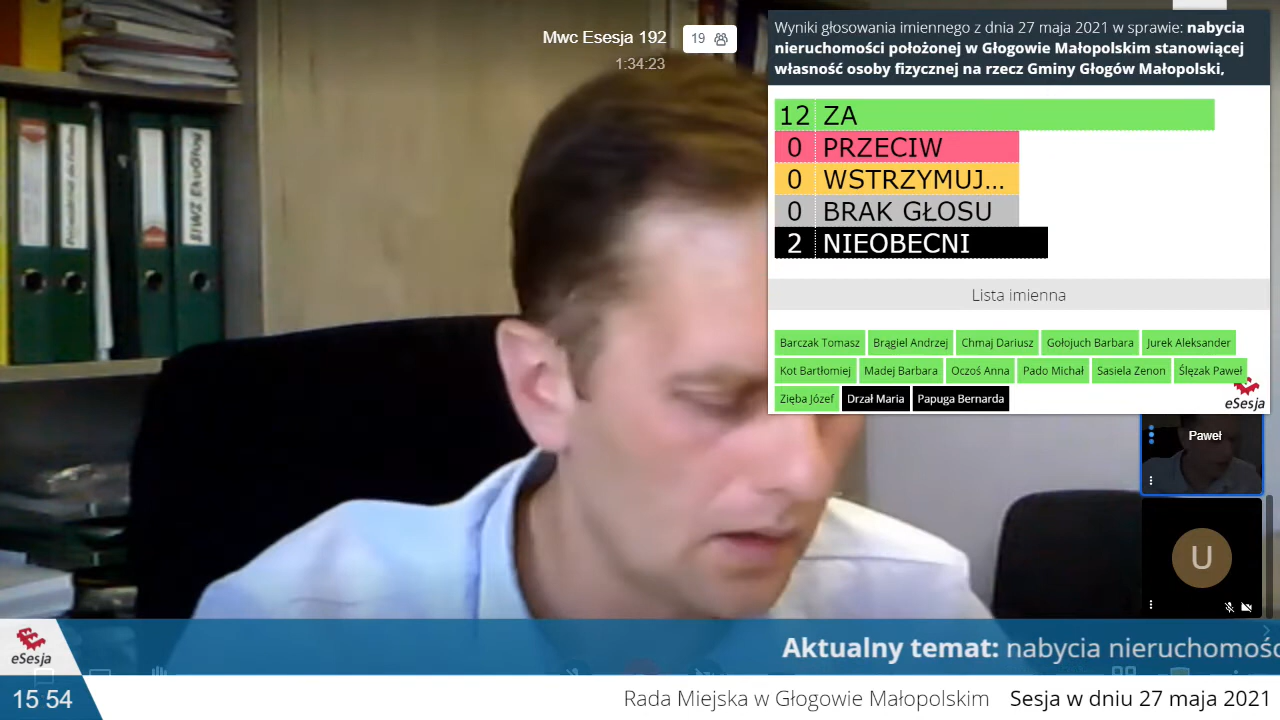 Mwc Esesja 192
19
1:34:23
Wyniki głosowania imiennego z dnia 27 maja 2021 w sprawie: nabycia
nieruchomości położonej w Głogowie Małopolskim stanowiącej
własność osoby fizycznej na rzecz Gminy Głogów Małopolski,
12 ZA
0 PRZECIW
0 WSTRZYMUJ...
0 BRAK GŁOSU
2 NIEOBECNI
Lista imienna
Barczak Tomasz Brągiel Andrzej Chmaj Dariusz Gołojuch Barbara Jurek Aleksander
Kot Bartłomiej Madej Barbara Oczoś Anna Pado Michał Sasiela Zenon Ślęzak Paweł
Zięba Józef Drzał Maria Papuga Bernarda
eSesja
Paweł
U
SIWZ EKOGŁOG
Aktualny temat: nabycia nieruchomośc
eSesja
15 54
Rada Miejska w Głogowie Małopolskim Sesja w dniu 27 maja 2021